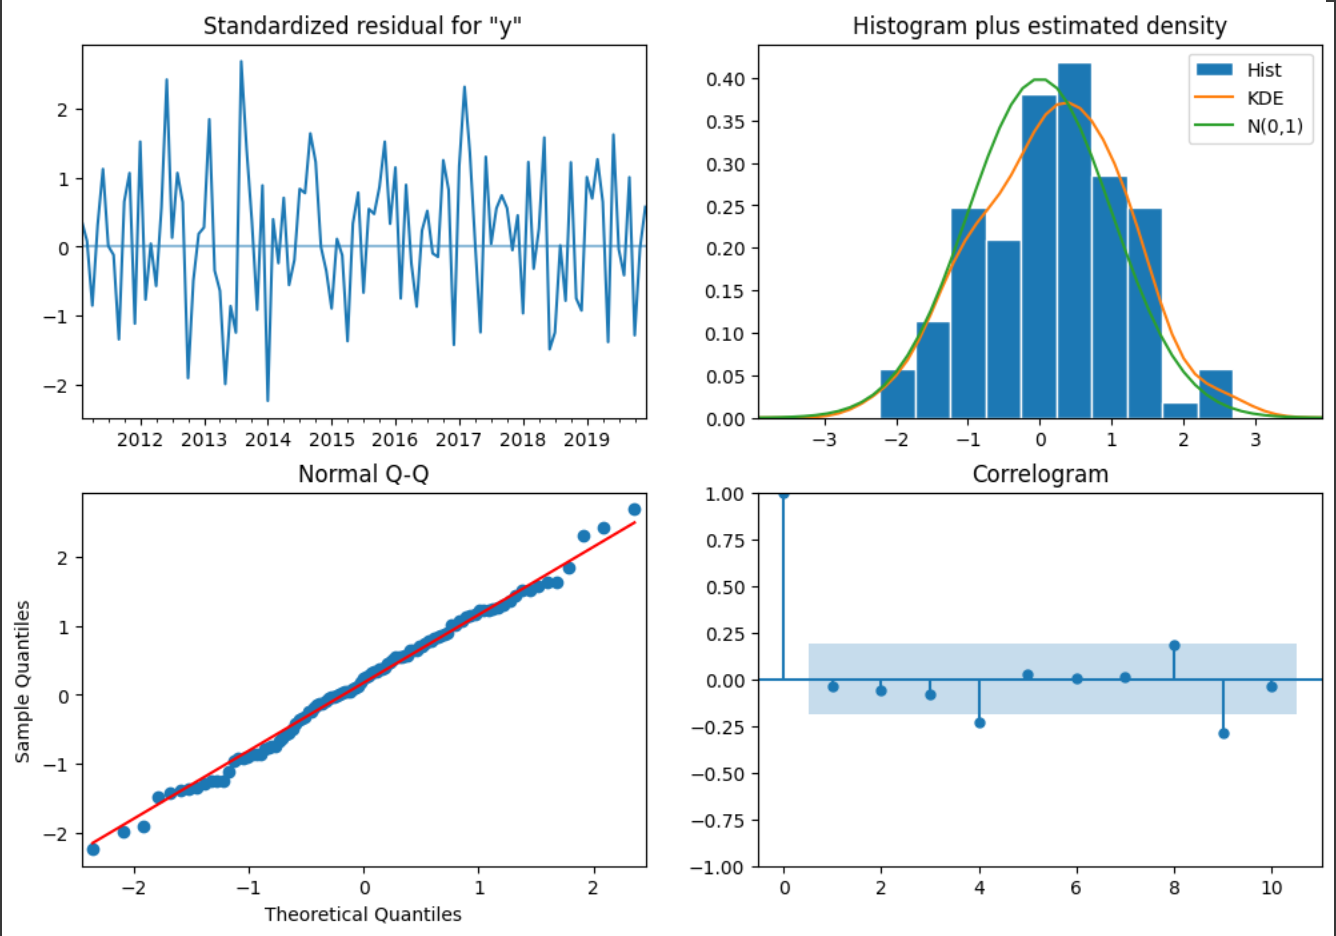 Standardized residual for "y"
2
1
0
−1
−2
2012 2013 2014 2015 2016 2017 2018 2019
Histogram plus estimated density
0.40
0.35
0.30
0.25
0.20
0.15
0.10
0.05
0.00
−3 −2 −1 0 1 2 3
Hist
KDE
N(0,1)
Normal Q-Q
Sample Quantiles
2
1
0
−1
−2
−2 −1 0 1 2
Theoretical Quantiles
Correlogram
1.00
0.75
0.50
0.25
0.00
−0.25
−0.50
−0.75
−1.00
0 2 4 6 8 10